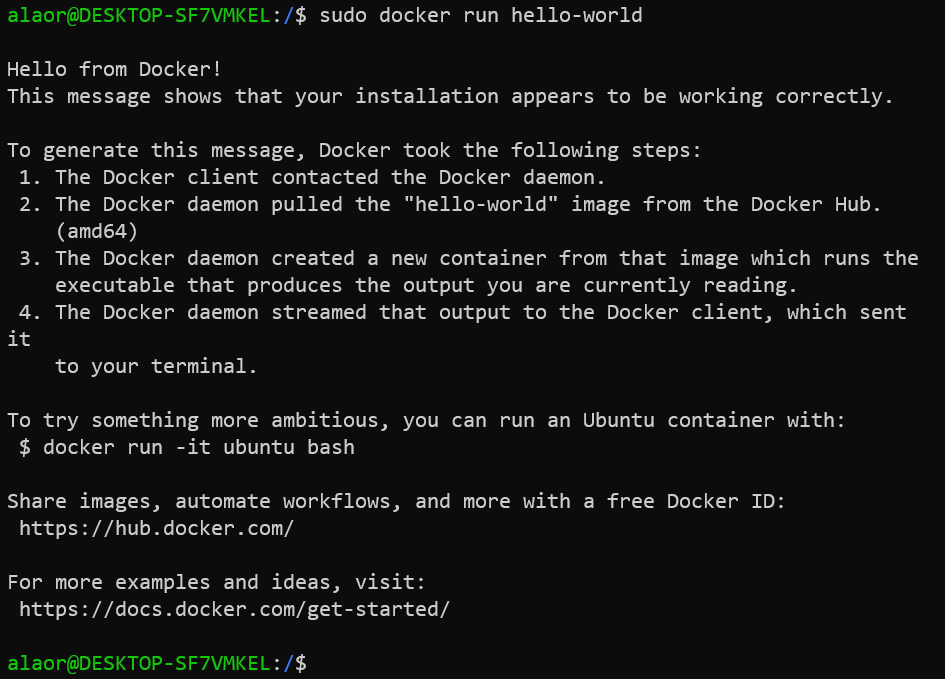 alaor@DESKTOP-SF7VMKEL:/$ sudo docker run hello-world
Hello from Docker!
This message shows that your installation appears to be working correctly.
To generate this message, Docker took the following steps:
1. The Docker client contacted the Docker daemon.
2. The Docker daemon pulled the "hello-world" image from the Docker Hub.
(amd64)
3. The Docker daemon created a new container from that image which runs the
executable that produces the output you are currently reading.
4. The Docker daemon streamed that output to the Docker client, which sent
it
to your terminal.
To try something more ambitious, you can run an Ubuntu container with:
$ docker run -it ubuntu bash
Share images, automate workflows, and more with a free Docker ID:
https://hub.docker.com/
For more examples and ideas, visit:
https://docs.docker.com/get-started/
alaor@DESKTOP-SF7VMKEL:/$